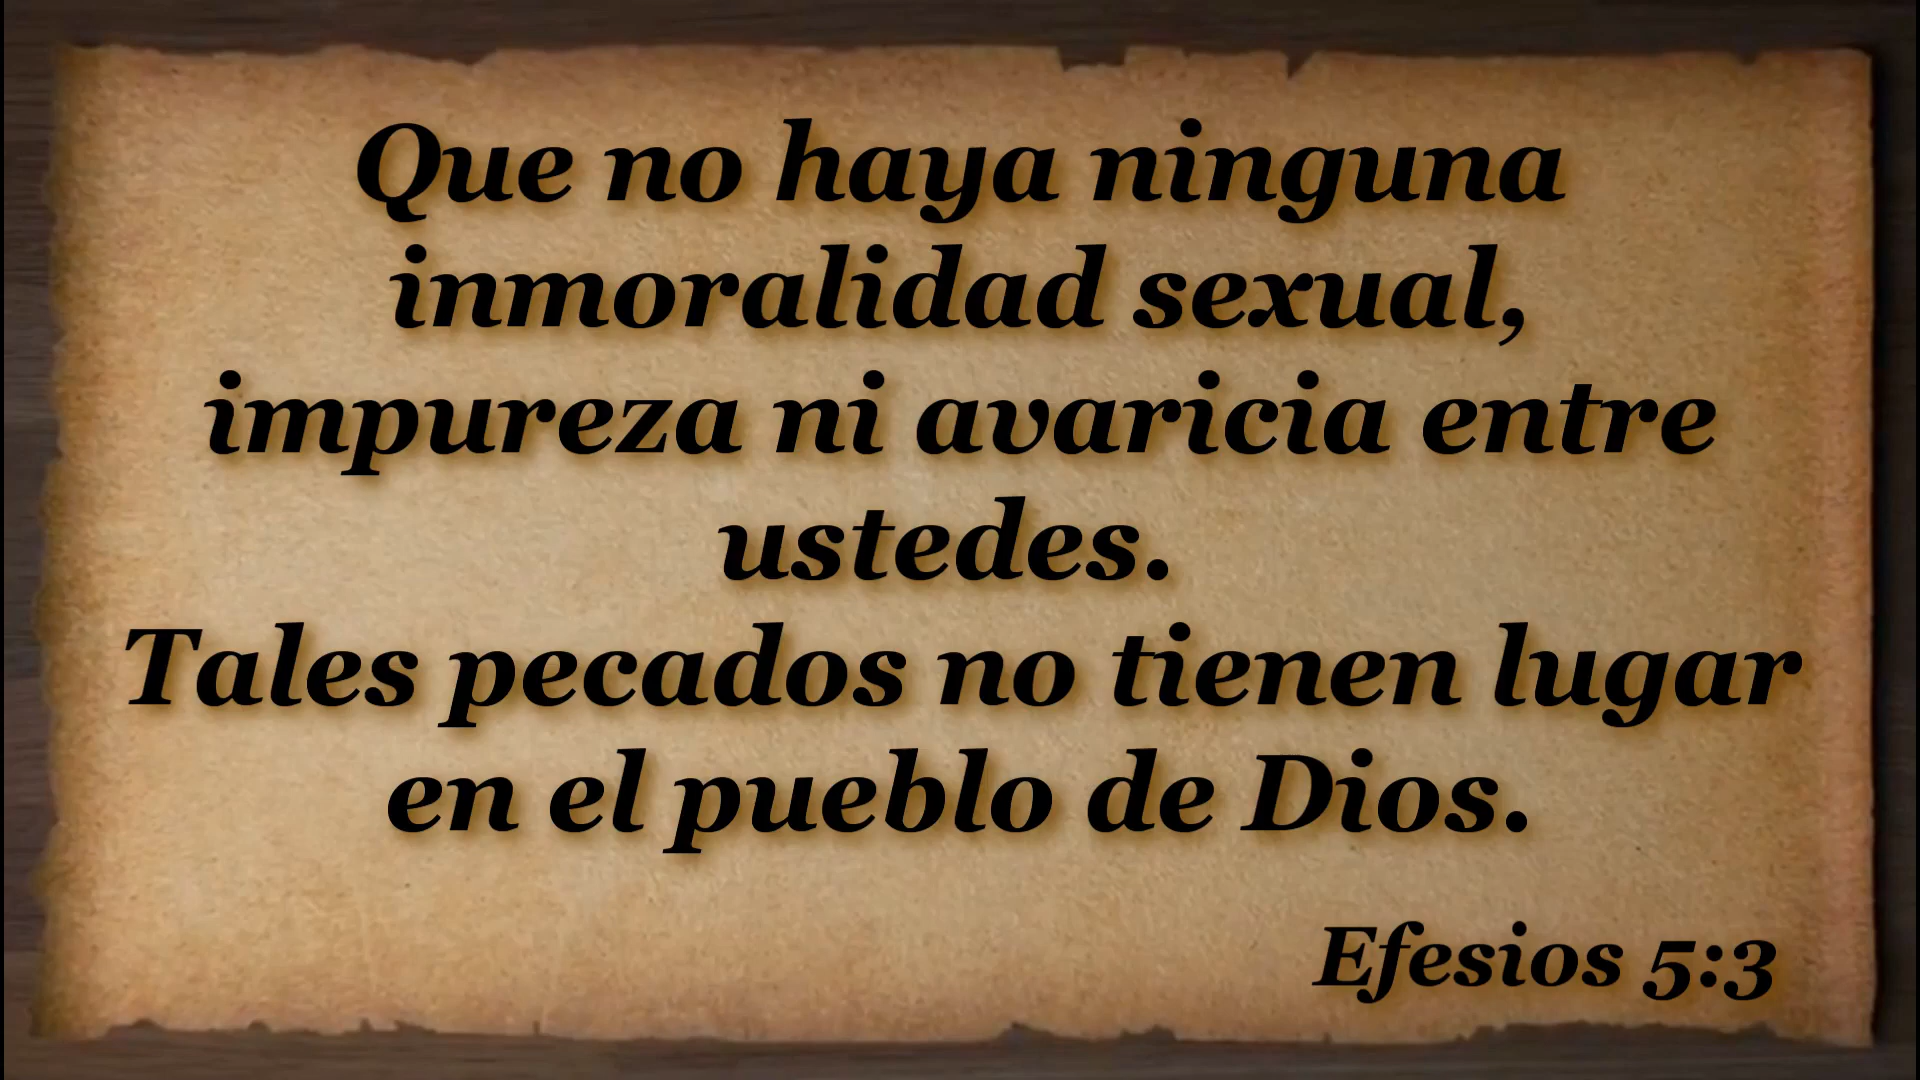 Que no haya ninguna
inmoralidad sexual,
impureza ni avaricia entre
ustedes.
Tales pecados no tienen lugar
en el pueblo de Dios.
Efesios 5:3